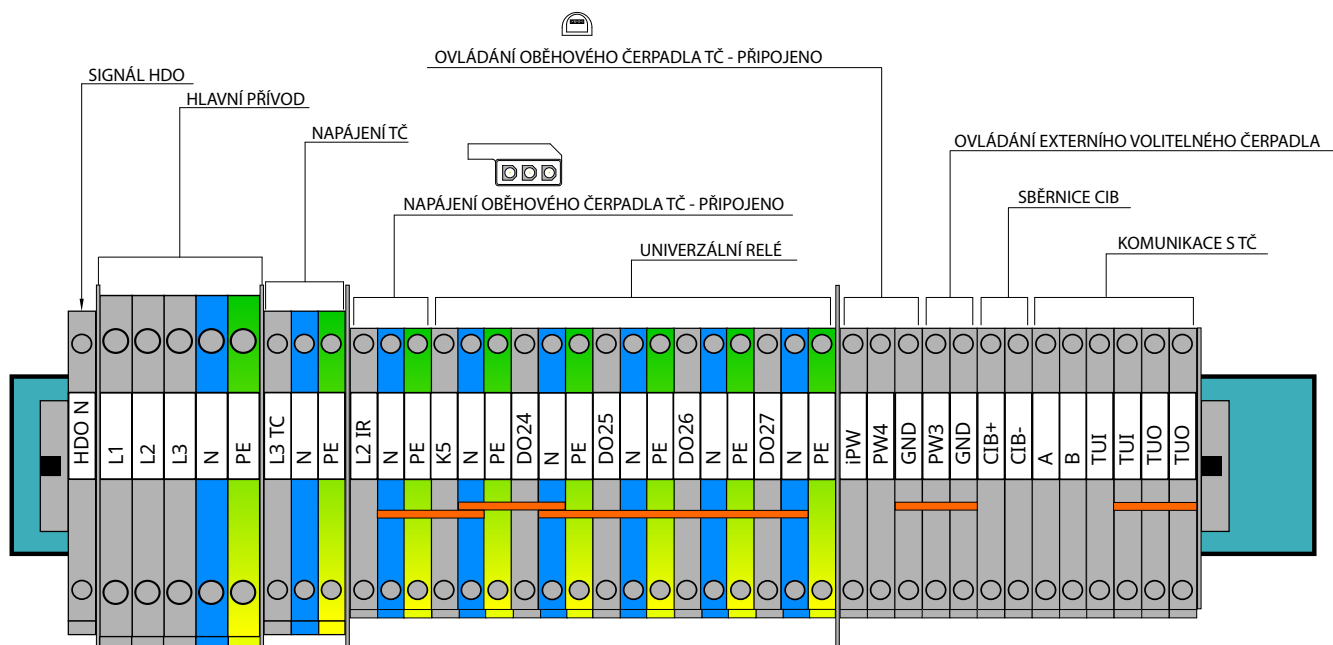 OVLÁDÁNÍ OBĚHOVÉHO ČERPADLA TČ - PŘIPOJENO
SIGNÁL HDO
HLAVNÍ PŘÍVOD
NAPÁJENÍ TČ
OVLÁDÁNÍ EXTERNÍHO VOLITELNÉHO ČERPADLA
NAPÁJENÍ OBĚHOVÉHO ČERPADLA TČ - PŘIPOJENO
SBĚRNICE CIB
UNIVERZÁLNÍ RELÉ
KOMUNIKACE S TČ
HDO N
L1
L2
L3
N
PE
L3 TC
N
PE
L2 IR
N
PE
K5
N
PE
DO24
N
PE
DO25
N
PE
DO26
N
PE
DO27
N
PE
iPW
PW4
GND
PW3
GND
CIB+
CIB-
A
B
TUI
TUI
TUO
TUO